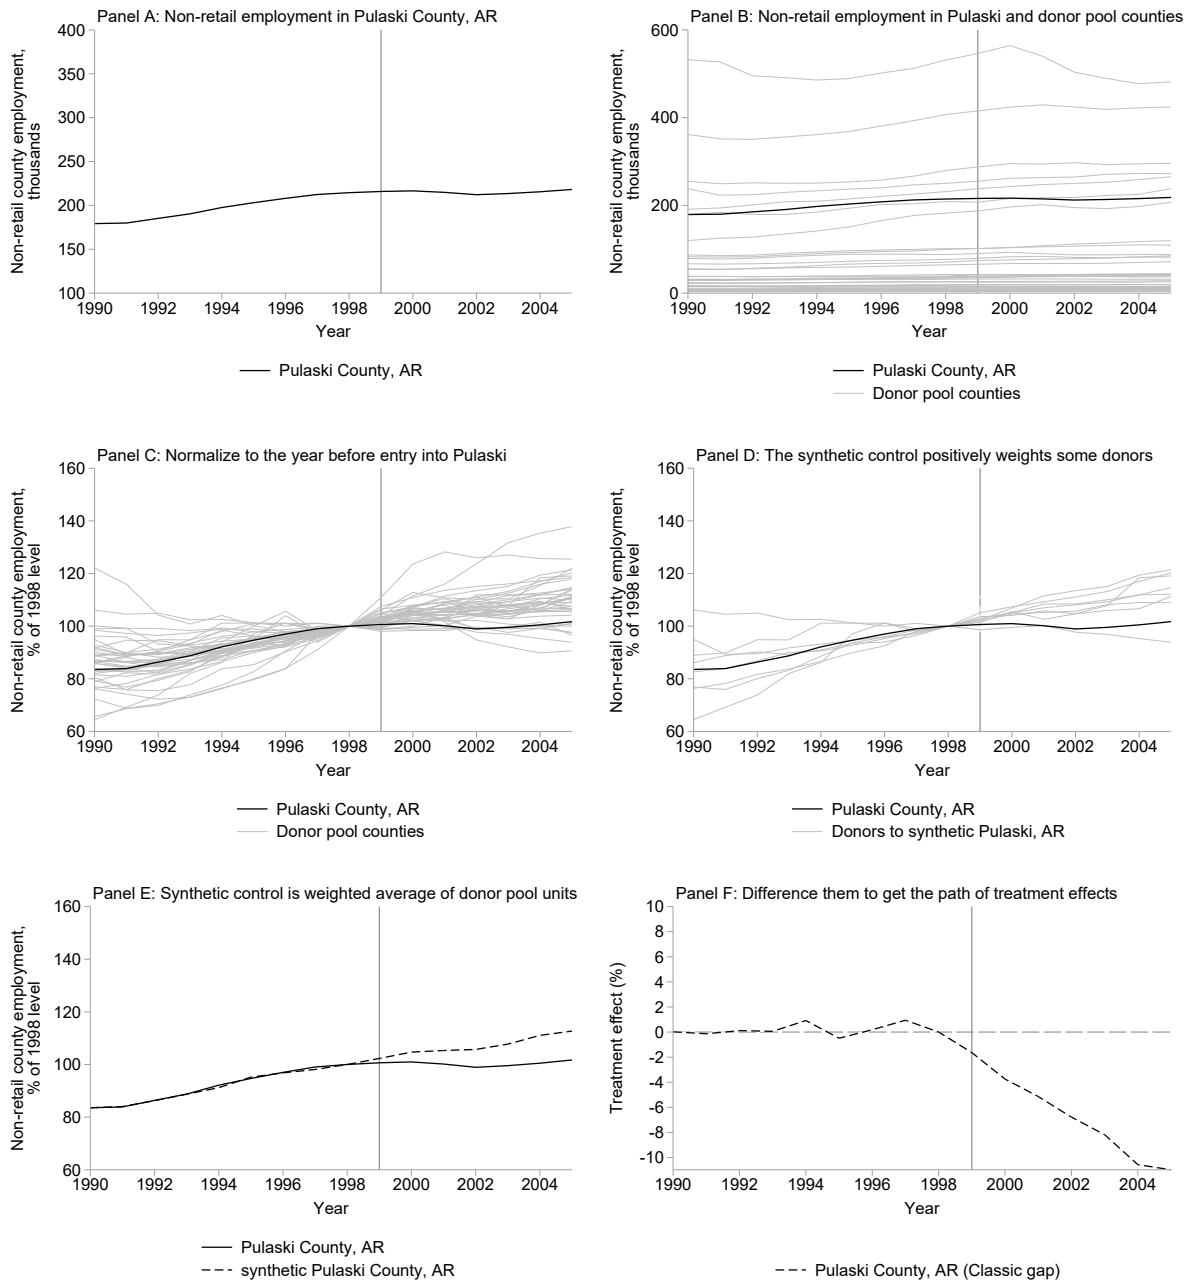 Panel A: Non-retail employment in Pulaski County, AR
Non-retail county employment,
thousands
400
350
300
250
200
150
100
1990 1992 1994 1996 1998 2000 2002 2004
Year
Pulaski County, AR
Panel B: Non-retail employment in Pulaski and donor pool counties
Non-retail county employment,
thousands
600
400
200
0
1990 1992 1994 1996 1998 2000 2002 2004
Year
Pulaski County, AR
Donor pool counties
Panel C: Normalize to the year before entry into Pulaski
Non-retail county employment,
% of 1998 level
160
140
120
100
80
60
1990 1992 1994 1996 1998 2000 2002 2004
Year
Pulaski County, AR
Donor pool counties
Panel D: The synthetic control positively weights some donors
Non-retail county employment,
% of 1998 level
160
140
120
100
80
60
1990 1992 1994 1996 1998 2000 2002 2004
Year
Pulaski County, AR
Donors to synthetic Pulaski, AR
Panel E: Synthetic control is weighted average of donor pool units
Non-retail county employment,
% of 1998 level
160
140
120
100
80
60
1990 1992 1994 1996 1998 2000 2002 2004
Year
Pulaski County, AR
synthetic Pulaski County, AR
Panel F: Difference them to get the path of treatment effects
Treatment effect (%)
10
8
6
4
2
0
-2
-4
-6
-8
-10
1990 1992 1994 1996 1998 2000 2002 2004
Year
Pulaski County, AR (Classic gap)